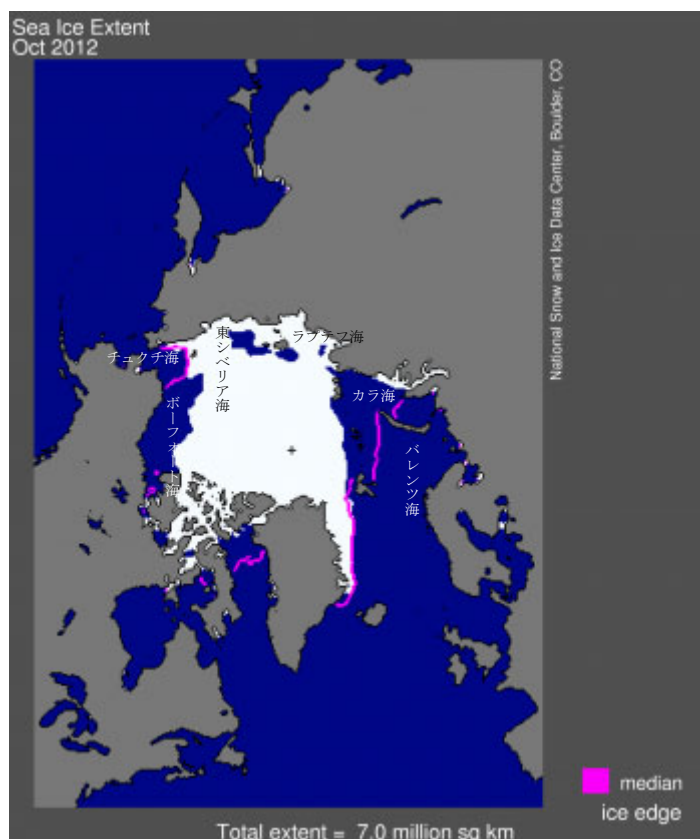 Sea Ice Extent
Oct 2012
National Snow and Ice Data Center, Boulder, CO
チュクチ海
東シベリア海
ラプテフ海
ボーフォート海
カラ海
バレンツ海
median
ice edge
Total extent = 7.0 million sq km